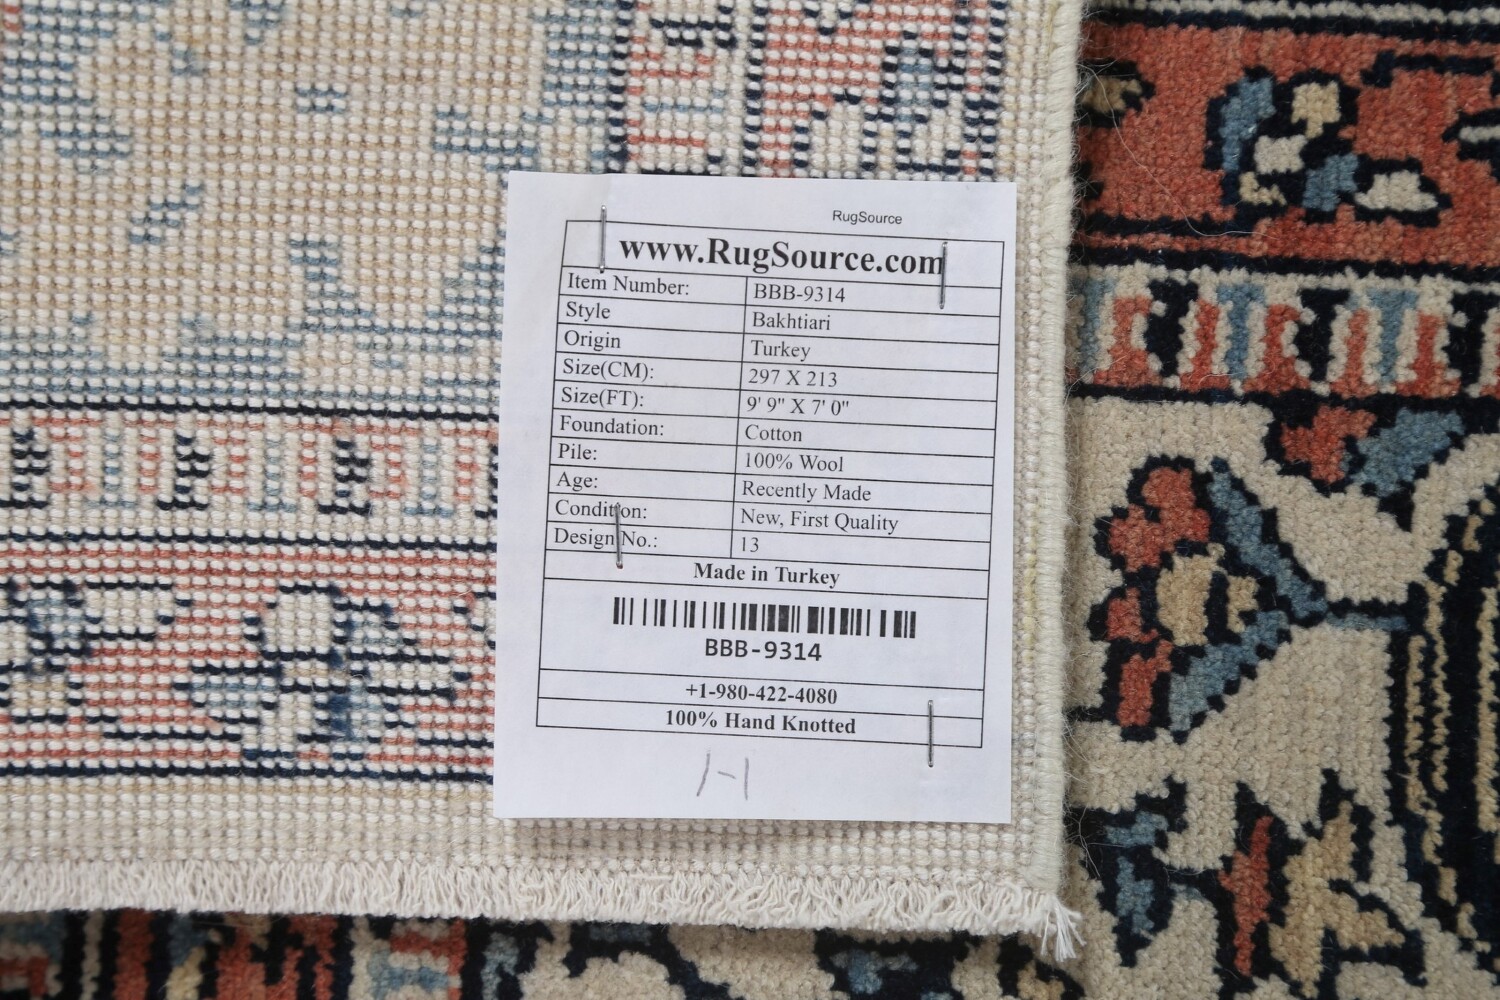 RugSource
www.RugSource.com
Item Number: BBB-9314
Style Bakhtiari
Origin Turkey
Size(CM): 297 X 213
Size(FT): 9' 9" X 7' 0"
Foundation: Cotton
Pile: 100% Wool
Age: Recently Made
Condition: New, First Quality
Design No.: 13
Made in Turkey
BBB-9314
+1-980-422-4080
100% Hand Knotted
1-1